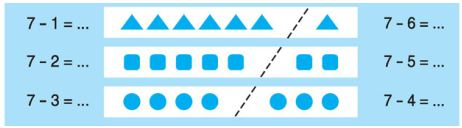 7 – 1 = ... 7 – 6 = ...
7 – 2 = ... 7 – 5 = ...
7 – 3 = ... 7 – 4 = ...